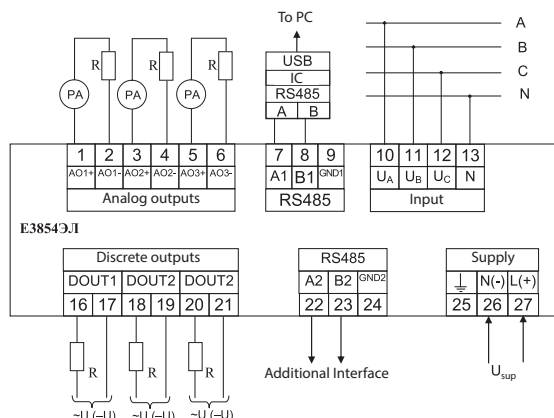 To PC
USB
IC
RS485
A B
R R R
PA PA PA
A
B
C
N
1 2 3 4 5 6
AO1+ AO1- AO2+ AO2- AO3+ AO3-
Analog outputs
7 8 9
A1 B1 GND1
RS485
10 11 12 13
UA UB UC N
Input
E3854ЭЛ
Discrete outputs
DOUT1 DOUT2 DOUT2
16 17 18 19 20 21
R R R
~U (–U) ~U (–U) ~U (–U)
RS485
A2 B2 GND2
22 23 24
Additional Interface
Supply
N(-) L(+)
25 26 27
Usup